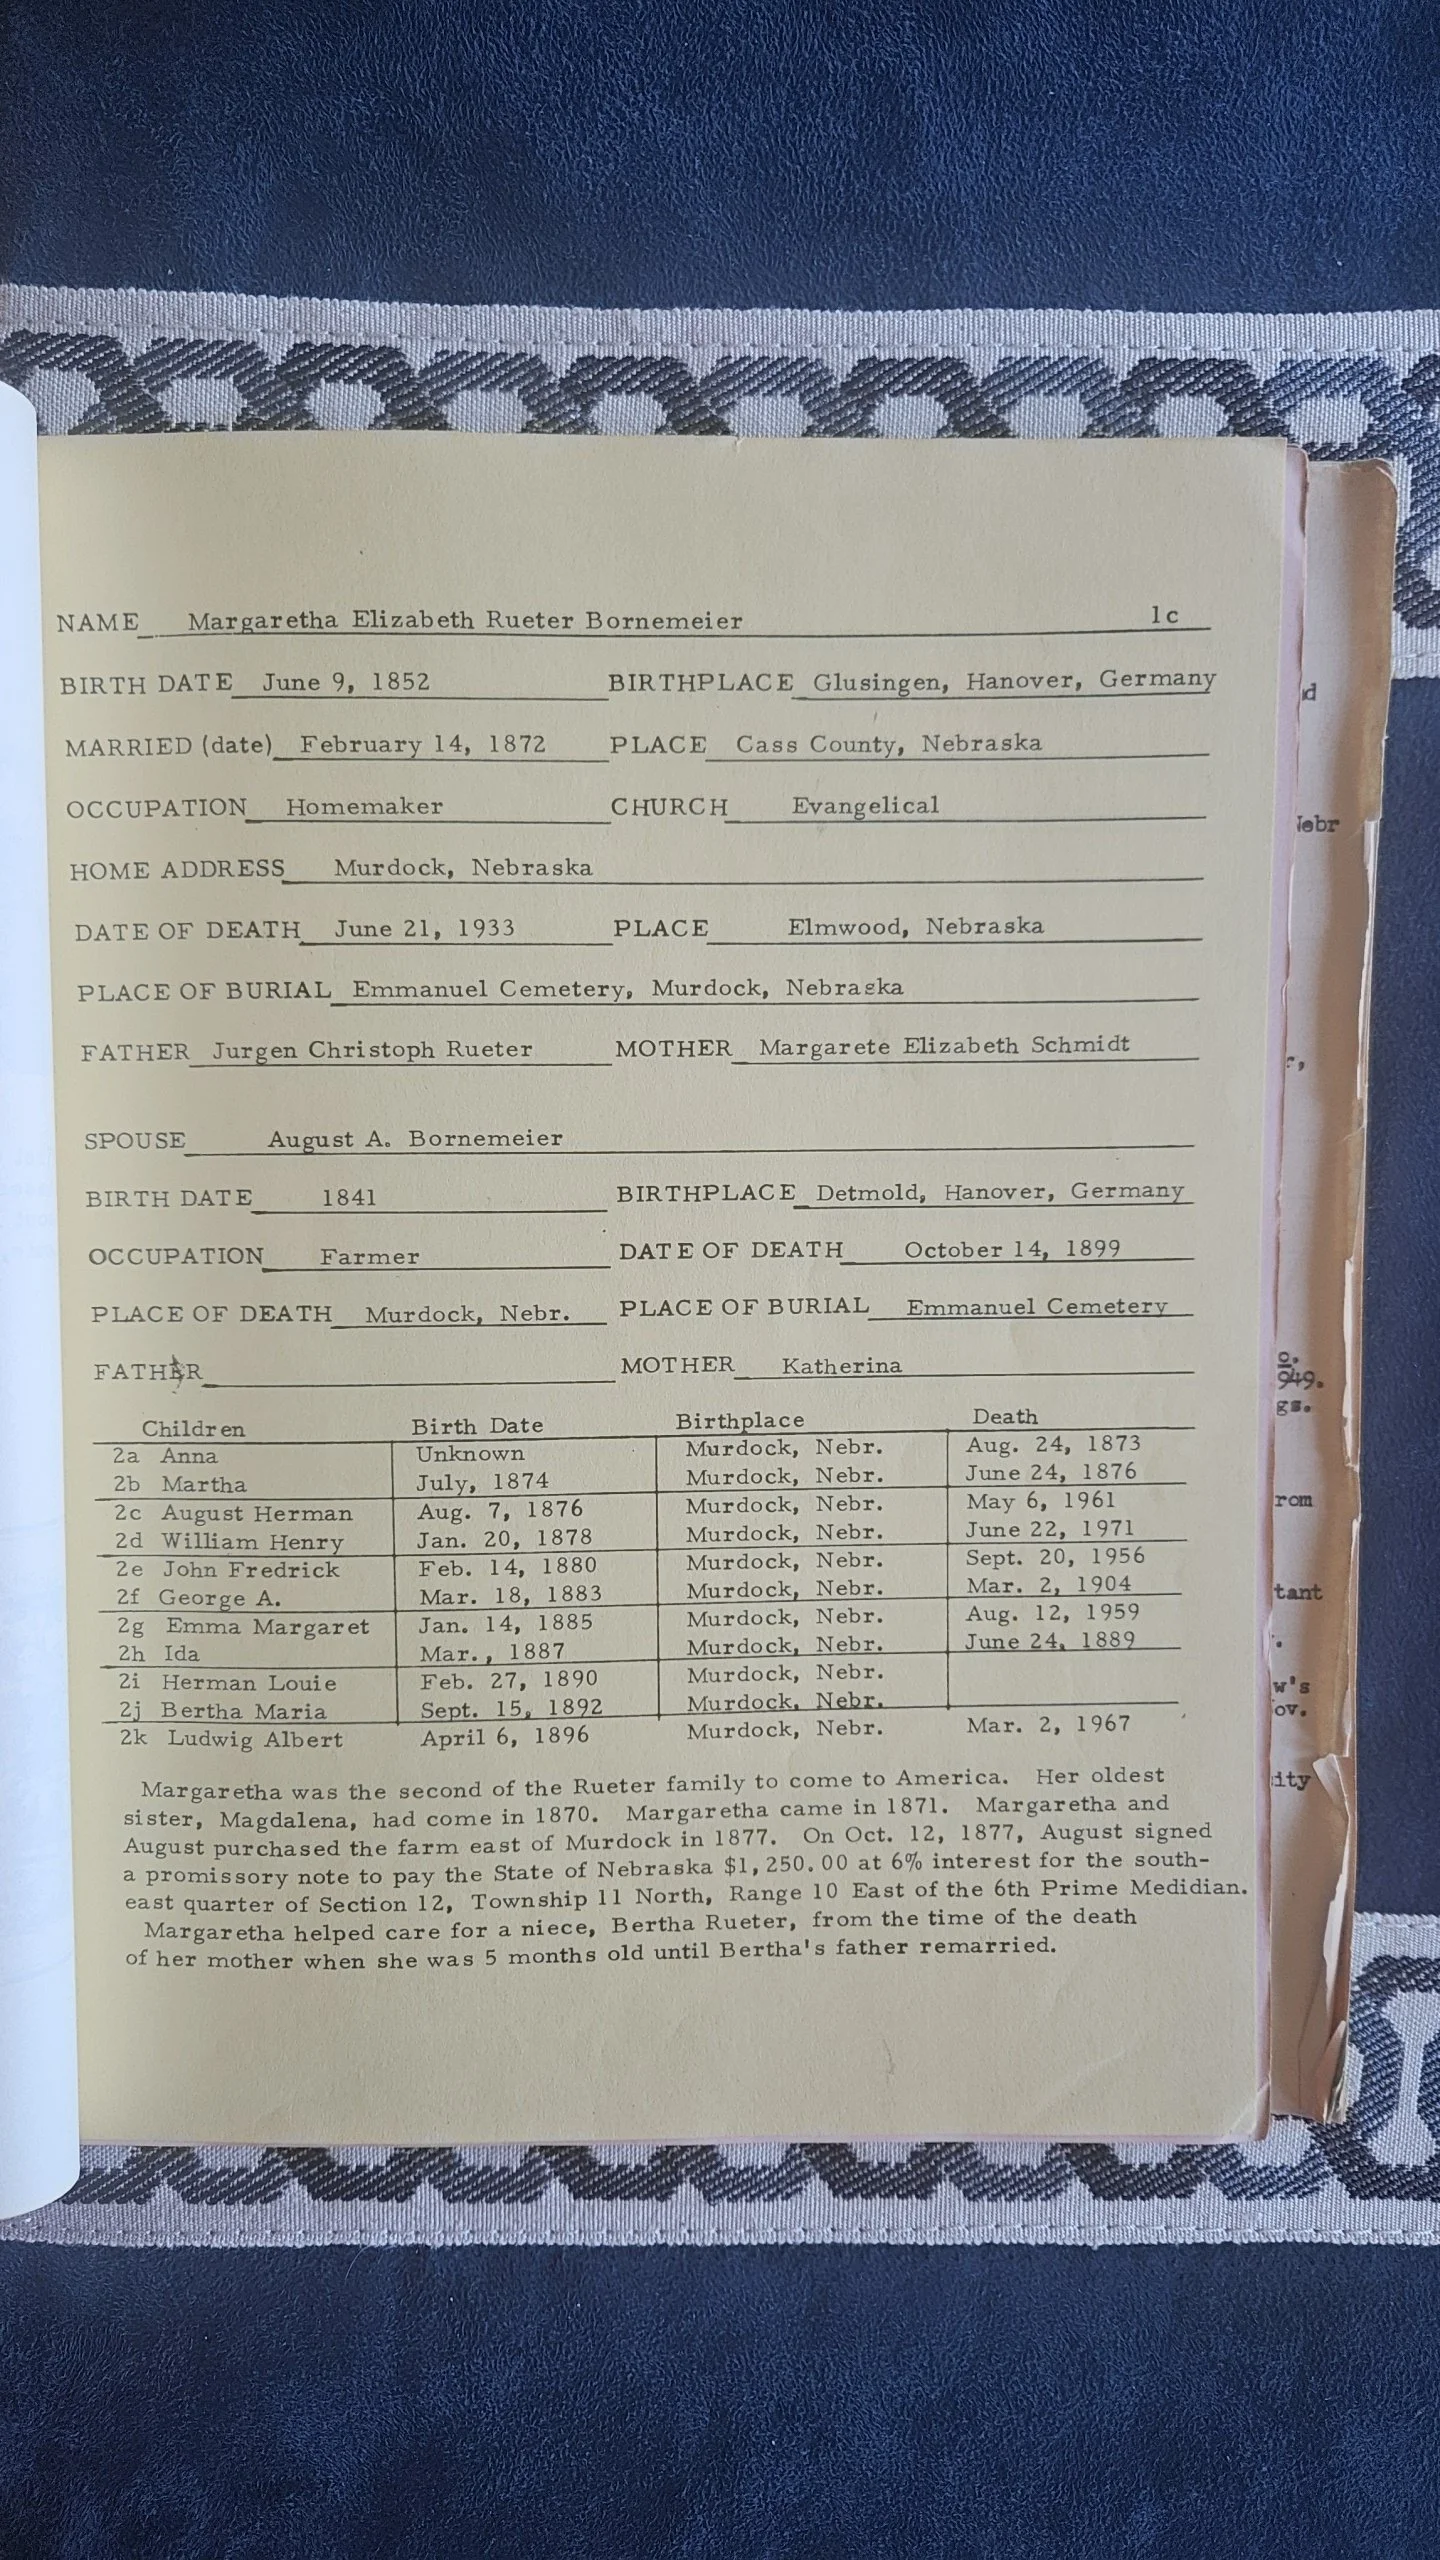 NAME Margaretha Elizabeth Rueter Bornemeier 1c
BIRTH DATE June 9, 1852 BIRTHPLACE Glusingen, Hanover, Germany
MARRIED (date) February 14, 1872 PLACE Cass County, Nebraska
OCCUPATION Homemaker CHURCH Evangelical
HOME ADDRESS Murdock, Nebraska
DATE OF DEATH June 21, 1933 PLACE Elmwood, Nebraska
PLACE OF BURIAL Emmanuel Cemetery, Murdock, Nebraska
FATHER Jurgen Christoph Rueter MOTHER Margarete Elizabeth Schmidt
SPOUSE August A. Bornemeier
BIRTH DATE 1841 BIRTHPLACE Detmold, Hanover, Germany
OCCUPATION Farmer DATE OF DEATH October 14, 1899
PLACE OF DEATH Murdock, Nebr. PLACE OF BURIAL Emmanuel Cemetery
FATHER MOTHER Katherina
Children Birth Date Birthplace Death
2a Anna Unknown Murdock, Nebr. Aug. 24, 1873
2b Martha July, 1874 Murdock, Nebr. June 24, 1876
2c August Herman Aug. 7, 1876 Murdock, Nebr. May 6, 1961
2d William Henry Jan. 20, 1878 Murdock, Nebr. June 22, 1971
2e John Fredrick Feb. 14, 1880 Murdock, Nebr. Sept. 20, 1956
2f George A. Mar. 18, 1883 Murdock, Nebr. Mar. 2, 1904
2g Emma Margaret Jan. 14, 1885 Murdock, Nebr. Aug. 12, 1959
2h Ida Mar., 1887 Murdock, Nebr. June 24, 1889
2i Herman Louie Feb. 27, 1890 Murdock, Nebr.
2j Bertha Maria Sept. 15, 1892 Murdock, Nebr.
2k Ludwig Albert April 6, 1896 Murdock, Nebr. Mar. 2, 1967
Margaretha was the second of the Rueter family to come to America. Her oldest
sister, Magdalena, had come in 1870. Margaretha came in 1871. Margaretha and
August purchased the farm east of Murdock in 1877. On Oct. 12, 1877, August signed
a promissory note to pay the State of Nebraska $1,250.00 at 6% interest for the south-
east quarter of Section 12, Township 11 North, Range 10 East of the 6th Prime Medidian.
Margaretha helped care for a niece, Bertha Rueter, from the time of the death
of her mother when she was 5 months old until Bertha's father remarried.
949.
gs.
rom
tant
w's
ov.
ity